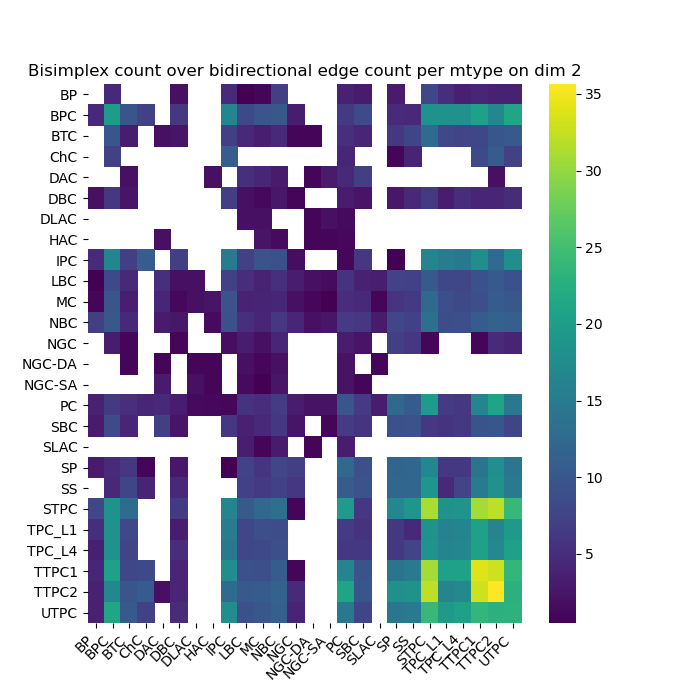 Bisimplex count over bidirectional edge count per mtype on dim 2
BP
BPC
BTC
ChC
DAC
DBC
DLAC
HAC
IPC
LBC
MC
NBC
NGC
NGC-DA
NGC-SA
PC
SBC
SLAC
SP
SS
STPC
TPC_L1
TPC_L4
TTPC1
TTPC2
UTPC
BP
BPC
BTC
ChC
DAC
DBC
DLAC
HAC
IPC
LBC
MC
NBC
NGC
NGC-DA
NGC-SA
PC
SBC
SLAC
SP
SS
STPC
TPC_L1
TPC_L4
TTPC1
TTPC2
UTPC
35
30
25
20
15
10
5